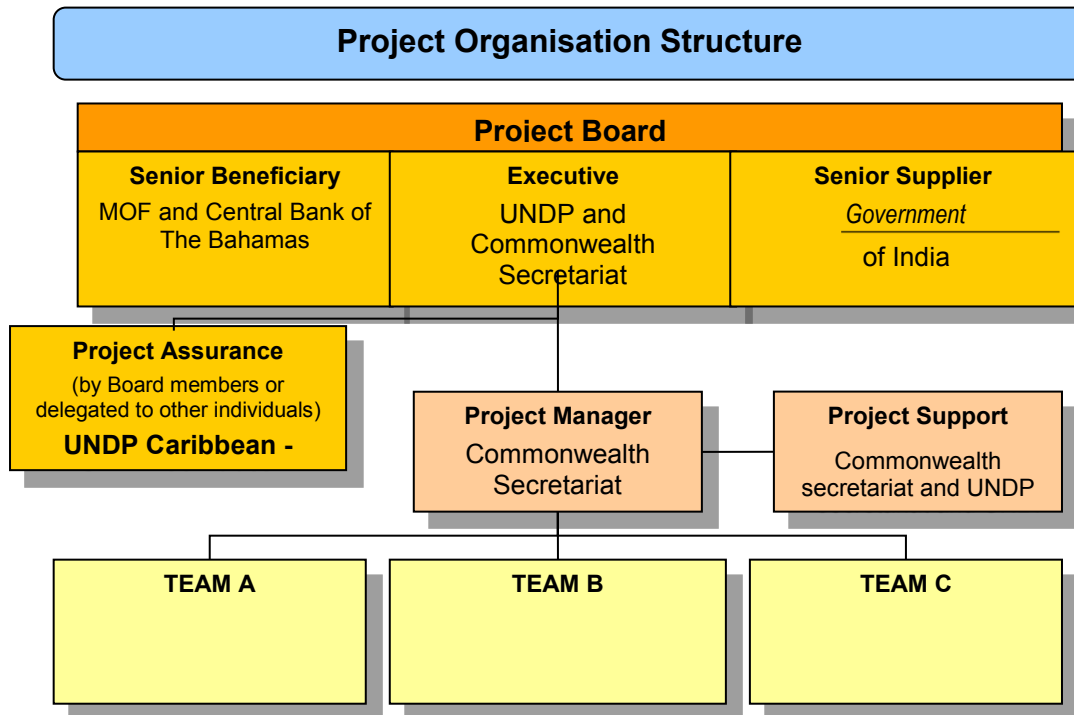 Project Organisation Structure
Project Board
Senior Beneficiary
MOF and Central Bank of
The Bahamas
Executive
UNDP and
Commonwealth
Secretariat
Senior Supplier
Government
of India
Project Assurance
(by Board members or
delegated to other individuals)
UNDP Caribbean -
Project Manager
Commonwealth
Secretariat
Project Support
Commonwealth
secretariat and UNDP
TEAM A
TEAM B
TEAM C